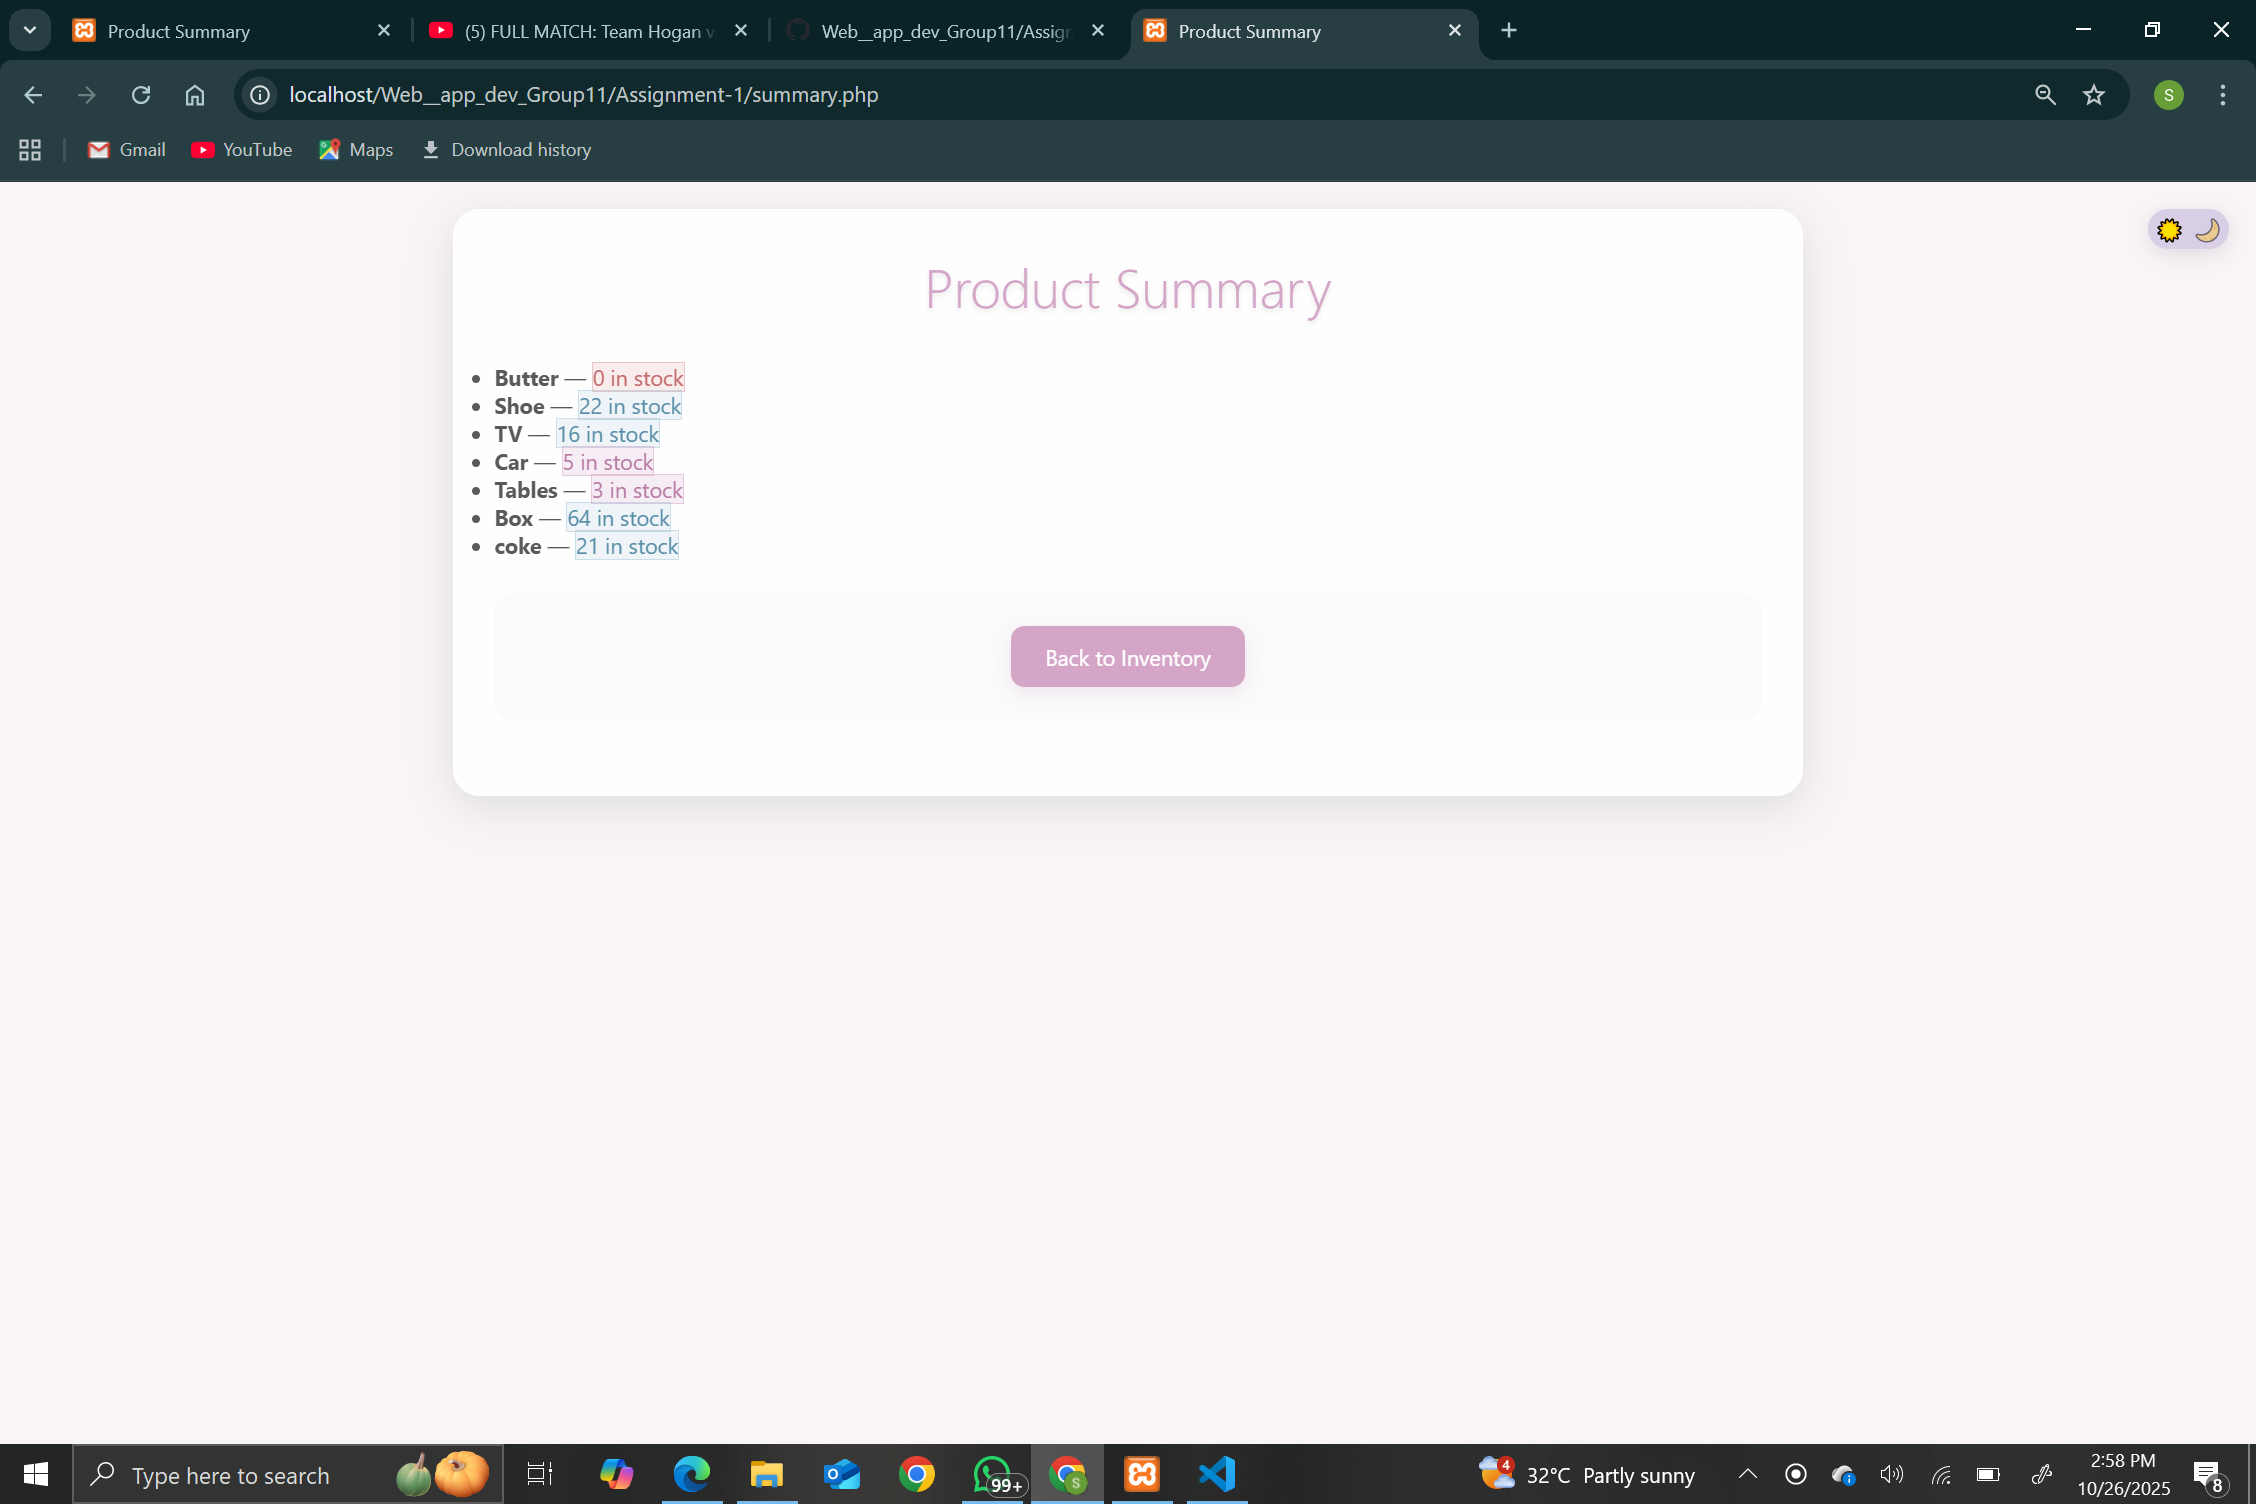 Product Summary
(5) FULL MATCH: Team Hogan v
Web__app_dev_Group11/Assign
Product Summary
localhost/Web__app_dev_Group11/Assignment-1/summary.php
S
Gmail
YouTube
Maps
Download history
Product Summary
Butter — 0 in stock
Shoe — 22 in stock
TV — 16 in stock
Car — 5 in stock
Tables — 3 in stock
Box — 64 in stock
coke — 21 in stock
Back to Inventory
Type here to search
99+
S
4
32°C Partly sunny
2:58 PM
10/26/2025
8